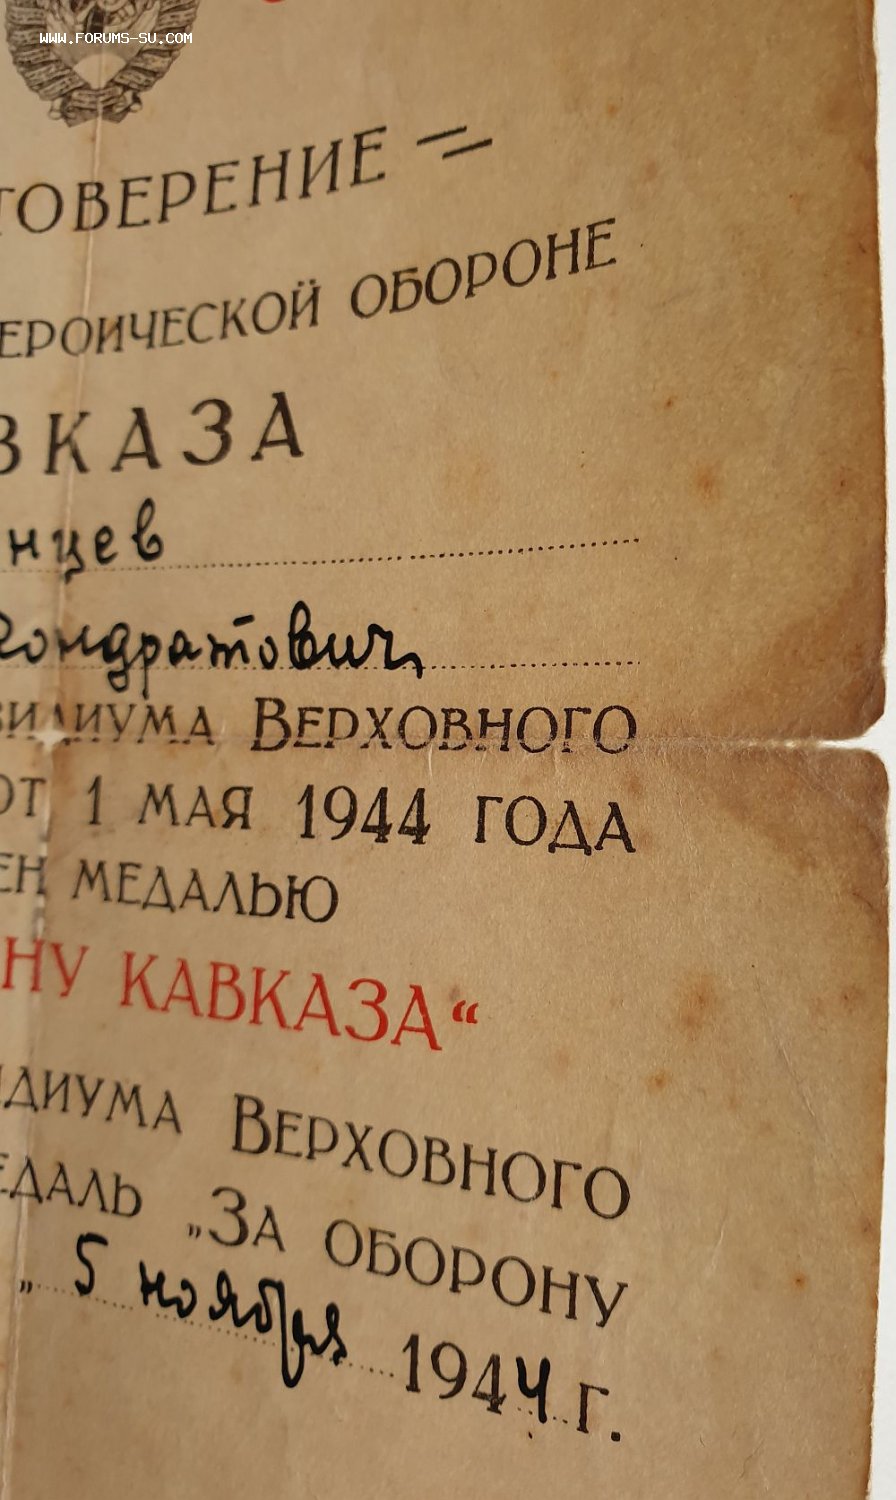 WWW.FORUMS-SU.COM
ТОВЕРЕНИЕ
ЕРОИЧЕСКОЙ ОБОРОНЕ
ВКАЗА
нцев
Кондратович,
ЗИДИУМА ВЕРХОВНОГО
ОТ 1 МАЯ 1944 ГОДА
ЕН МЕДАЛЬЮ
НУ КАВКАЗА“
ИДИУМА ВЕРХОВНОГО
ЕДАЛЬ „ЗА ОБОРОНУ
„ 5 ноября 1944 г.